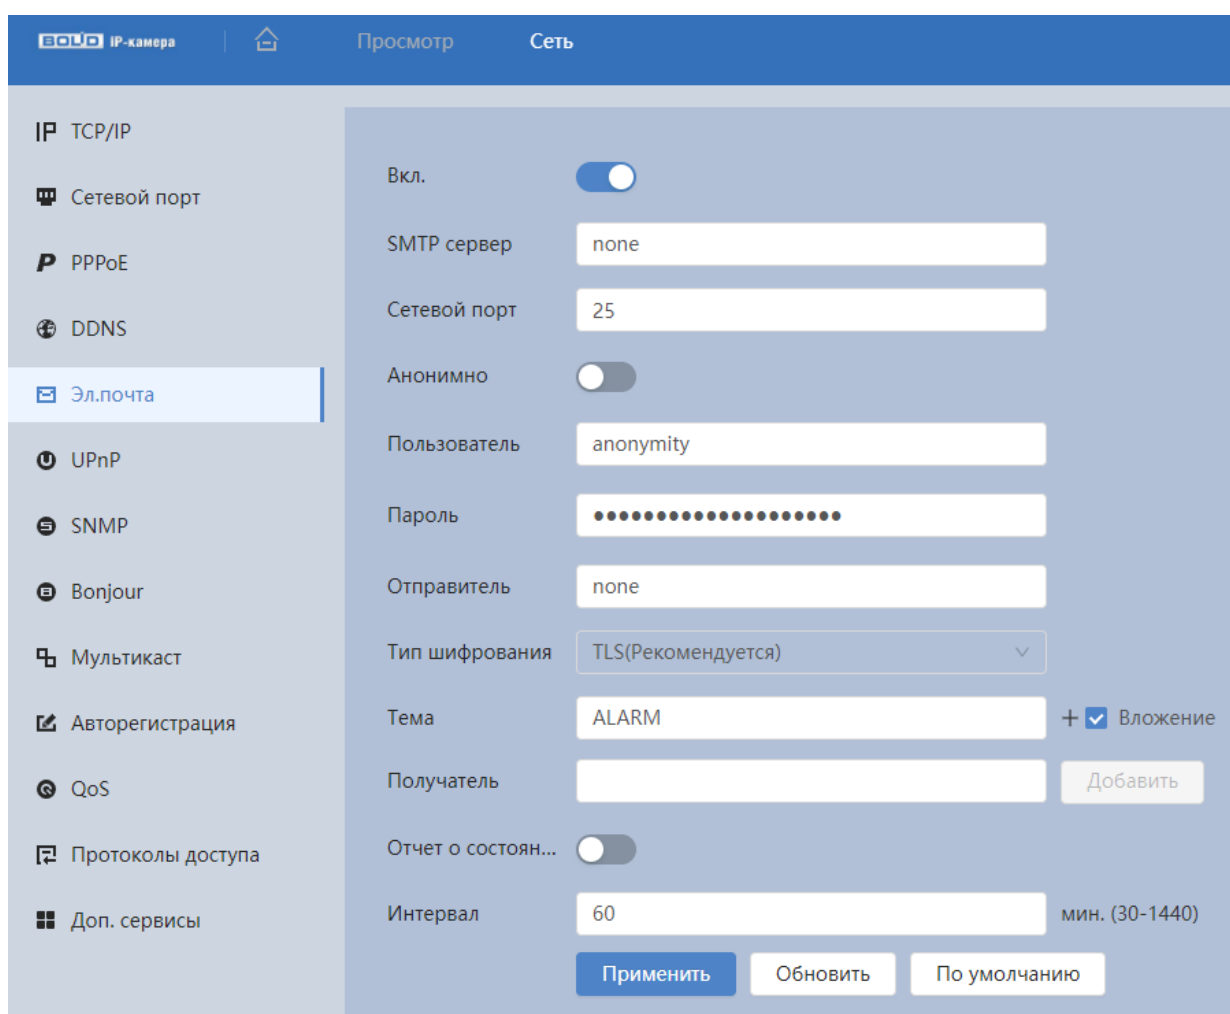 BOLID IP-камера
Просмотр
Сеть
TCP/IP
Сетевой порт
PPPoE
DDNS
Эл.почта
UPnP
SNMP
Bonjour
Мультикаст
Авторегистрация
QoS
Протоколы доступа
Доп. сервисы
Вкл.
SMTP сервер none
Сетевой порт 25
Анонимно
Пользователь anonymity
Пароль ••••••••••••••••••••
Отправитель none
Тип шифрования TLS(Рекомендуется)
Тема ALARM + Вложение
Получатель Добавить
Отчет о состоян...
Интервал 60 мин. (30-1440)
Применить Обновить По умолчанию